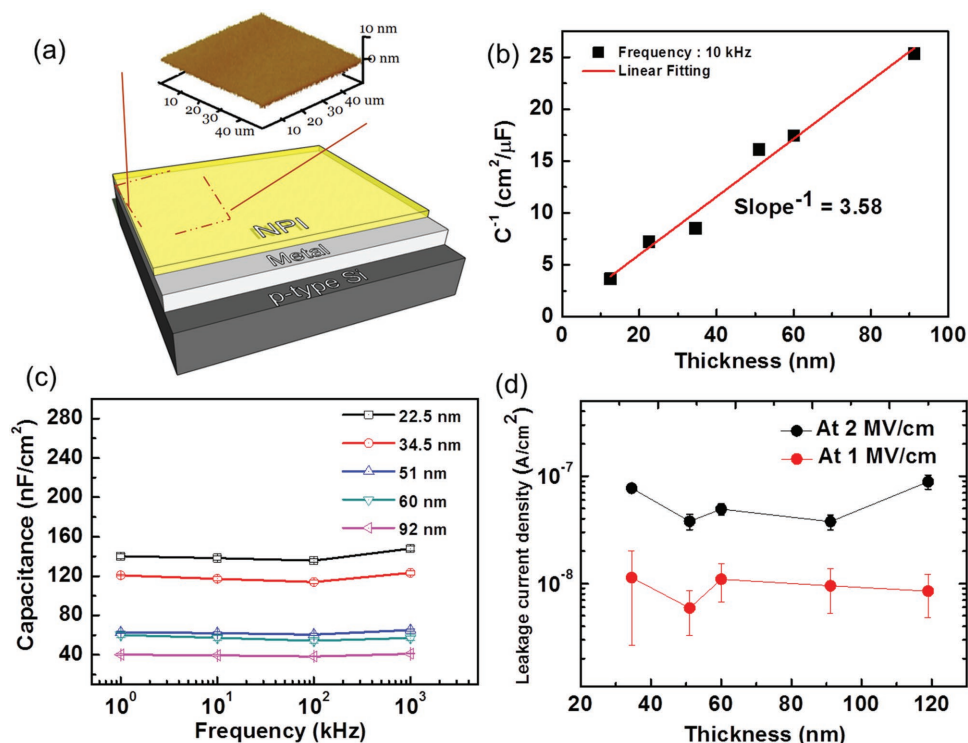 (a)
10 nm
0 nm
10
20
30
40 um
10
20
30
40 um
NPI
Metal
p-type Si
(b)
Frequency : 10 kHz
Linear Fitting
Slope⁻¹ = 3.58
25
20
15
10
5
0
C⁻¹ (cm²/μF)
0 20 40 60 80 100
Thickness (nm)
(c)
22.5 nm
34.5 nm
51 nm
60 nm
92 nm
280
240
200
160
120
80
40
Capacitance (nF/cm²)
10⁰ 10¹ 10² 10³
Frequency (kHz)
(d)
At 2 MV/cm
At 1 MV/cm
10⁻⁷
10⁻⁸
Leakage current density (A/cm²)
20 40 60 80 100 120
Thickness (nm)